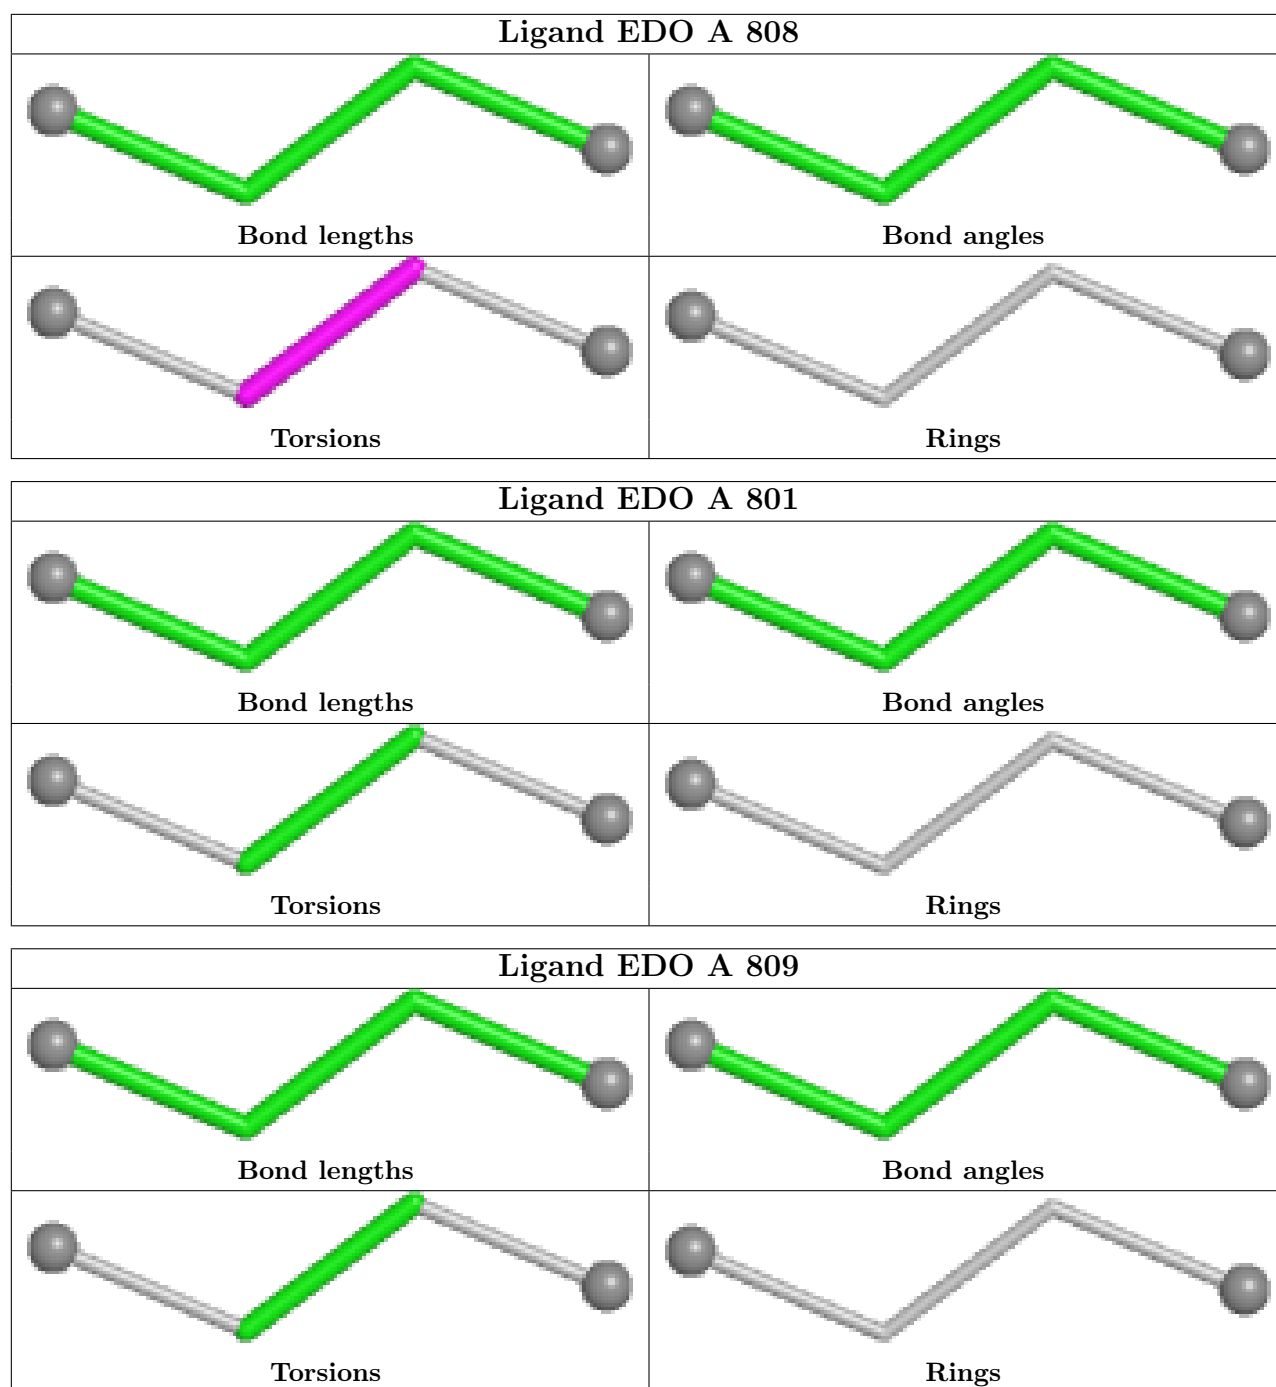 Ligand EDO A 808
Bond lengths
Bond angles
Torsions
Rings
Ligand EDO A 801
Bond lengths
Bond angles
Torsions
Rings
Ligand EDO A 809
Bond lengths
Bond angles
Torsions
Rings